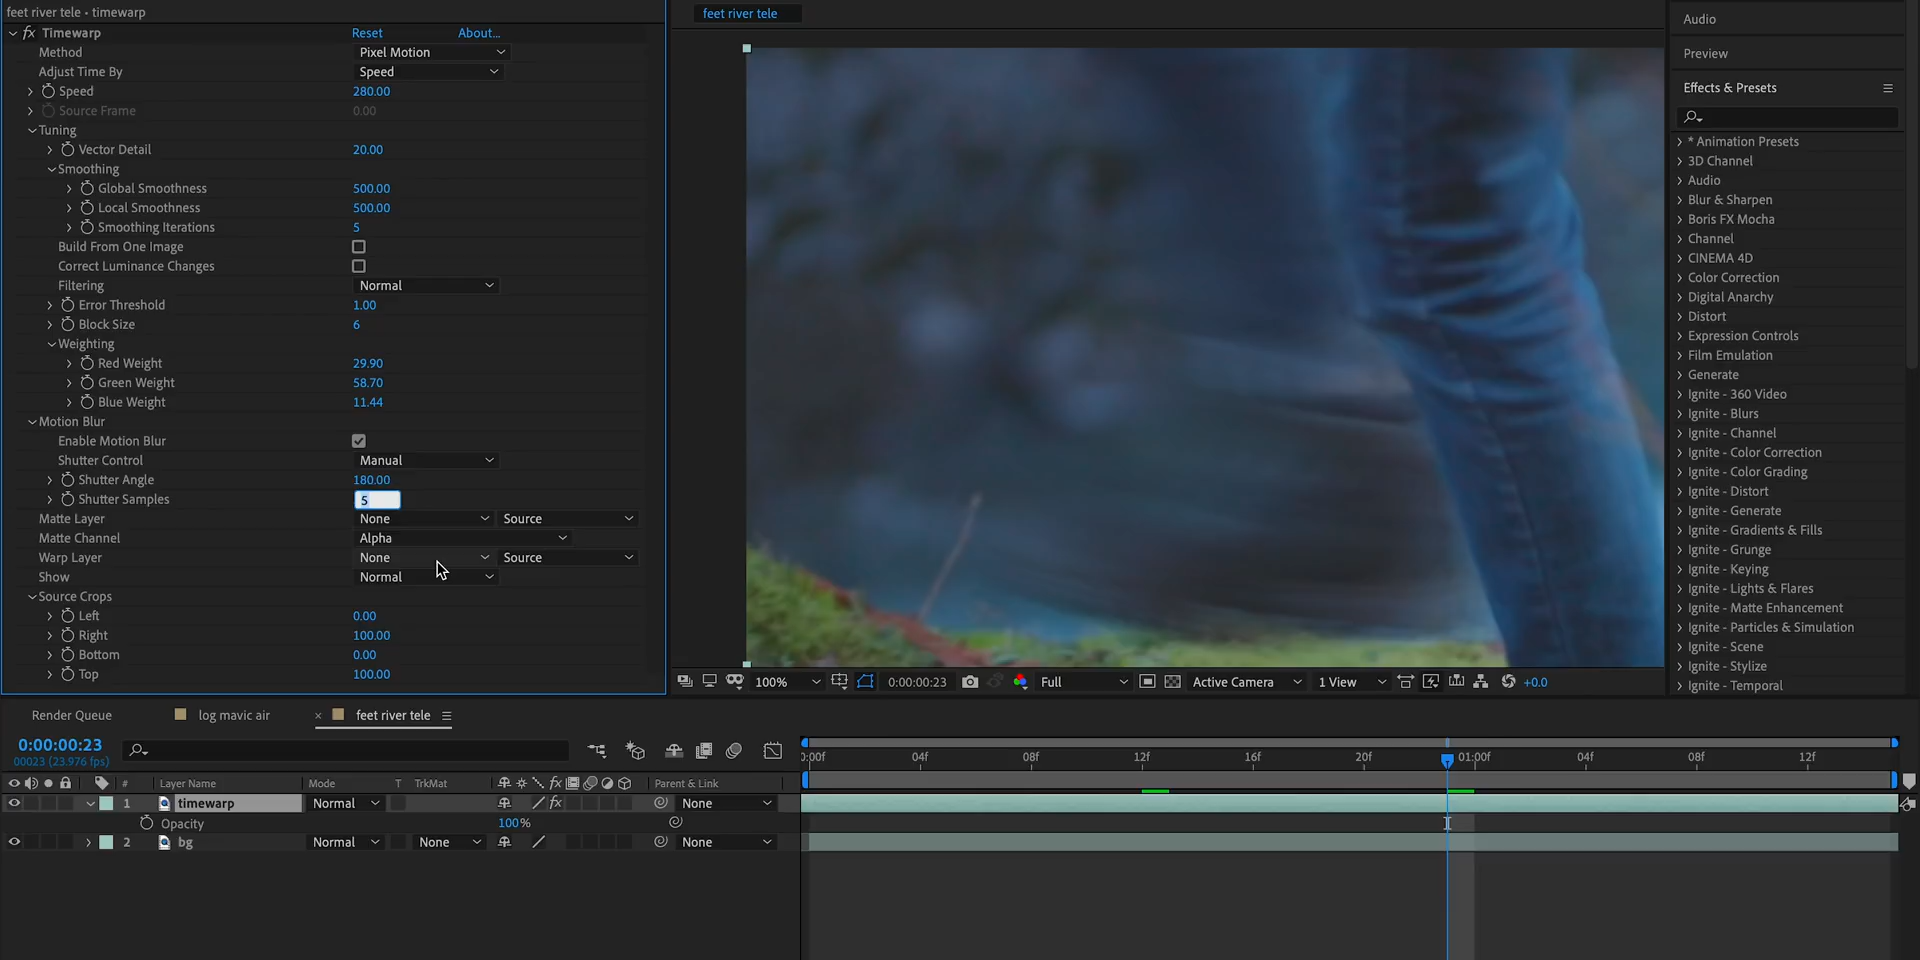 feet river tele • timewarp
fx Timewarp Reset About...
Method Pixel Motion
Adjust Time By Speed
Speed 280.00
Source Frame 0.00
Tuning
Vector Detail 20.00
Smoothing
Global Smoothness 500.00
Local Smoothness 500.00
Smoothing Iterations 5
Build From One Image
Correct Luminance Changes
Filtering Normal
Error Threshold 1.00
Block Size 6
Weighting
Red Weight 29.90
Green Weight 58.70
Blue Weight 11.44
Motion Blur
Enable Motion Blur
Shutter Control Manual
Shutter Angle 180.00
Shutter Samples 5
Matte Layer None Source
Matte Channel Alpha
Warp Layer None Source
Show Normal
Source Crops
Left 0.00
Right 100.00
Bottom 0.00
Top 100.00
feet river tele
100% 0:00:00:23 Full Active Camera 1 View +0.0
Audio
Preview
Effects & Presets
* Animation Presets
3D Channel
Audio
Blur & Sharpen
Boris FX Mocha
Channel
CINEMA 4D
Color Correction
Digital Anarchy
Distort
Expression Controls
Film Emulation
Generate
Ignite - 360 Video
Ignite - Blurs
Ignite - Channel
Ignite - Color Correction
Ignite - Color Grading
Ignite - Distort
Ignite - Generate
Ignite - Gradients & Fills
Ignite - Grunge
Ignite - Keying
Ignite - Lights & Flares
Ignite - Matte Enhancement
Ignite - Particles & Simulation
Ignite - Scene
Ignite - Stylize
Ignite - Temporal
Render Queue log mavic air × feet river tele
0:00:00:23
00023 (23.976 fps)
:00f 04f 08f 12f 16f 20f 01:00f 04f 08f 12f
# Layer Name Mode T TrkMat fx Parent & Link
1 timewarp Normal fx None
Opacity 100%
2 bg Normal None None